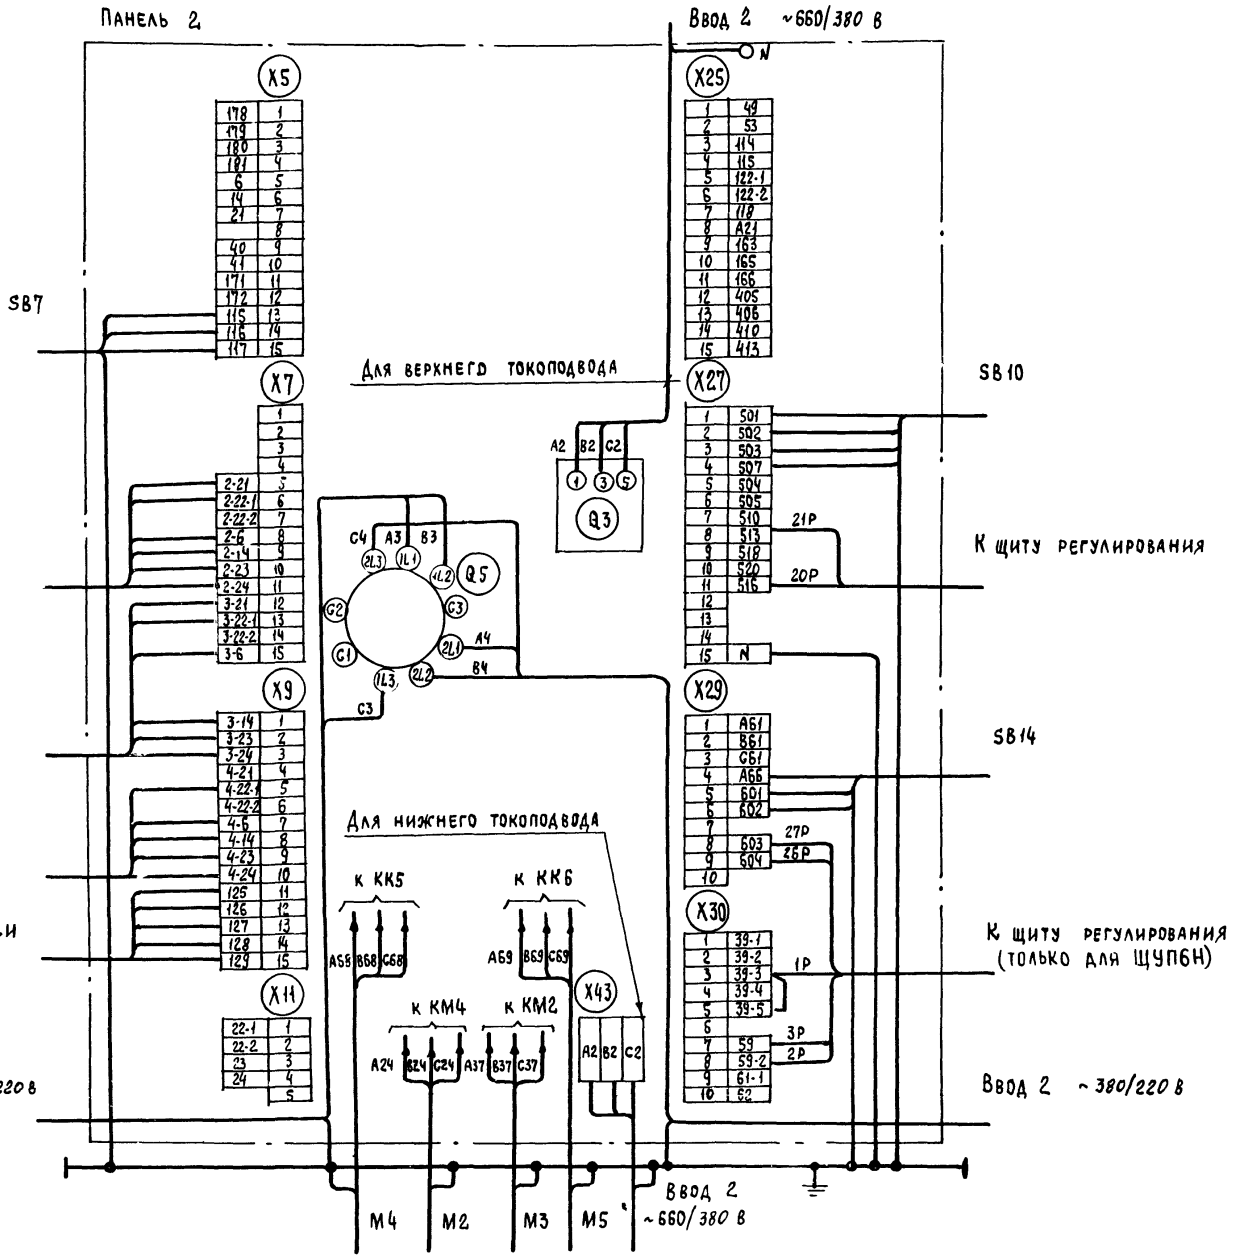 Панель 2
Ввод 2 ~660/380 В
N
X5
178 1
179 2
180 3
181 4
6 5
14 6
21 7
8
40 9
41 10
171 11
172 12
115 13
116 14
117 15
SB7
X25
1 49
2 53
3 114
4 115
5 122-1
6 122-2
7 118
8 A21
9 163
10 165
11 166
12 405
13 406
14 410
15 413
Для верхнего токоподвода
X7
1
2
3
4
2-21 5
2-22-1 6
2-22-2 7
2-6 8
2-14 9
2-23 10
2-24 11
3-21 12
3-22-1 13
3-22-2 14
3-6 15
A2 B2 C2
1 3 5
Q3
C4 A3 B3
2L3 1L1 1L2
Q5
C2 C3
C1 2L1 A4
1L3 2L2 B4
C3
X27
1 501
2 502
3 503
4 507
5 504
6 505
7 510
8 513
9 518
10 520
11 516
12
13
14
15 N
SB10
21Р
К щиту регулирования
20Р
X9
3-14 1
3-23 2
3-24 3
4-21 4
4-22-1 5
4-22-2 6
4-6 7
4-14 8
4-23 9
4-24 10
125 11
126 12
127 13
128 14
129 15
и
X29
1 A61
2 B61
3 C61
4 A66
5 601
6 602
7
8 603
9 604
10
SB14
27Р
26Р
Для нижнего токоподвода
к КК5
A68 B68 C68
к КК6
A69 B69 C69
X30
1 39-1
2 39-2
3 39-3
4 39-4
5 39-5
6
7 59
8 59-2
9 61-1
10 62
1Р
3Р
2Р
К щиту регулирования
(только для ЩУП6Н)
X11
22-1 1
22-2 2
23 3
24 4
5
к КМ4
A24 B24 C24
к КМ2
A37 B37 C37
X43
A2 B2 C2
220 В
Ввод 2 ~380/220 В
М4
М2
М3
М5
Ввод 2
~660/380 В